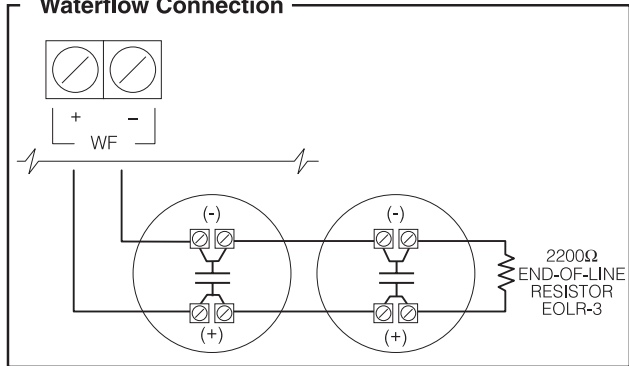 Waterflow Connection
+ −
WF
(-) (-)
2200Ω
END-OF-LINE
RESISTOR
EOLR-3
(+) (+)